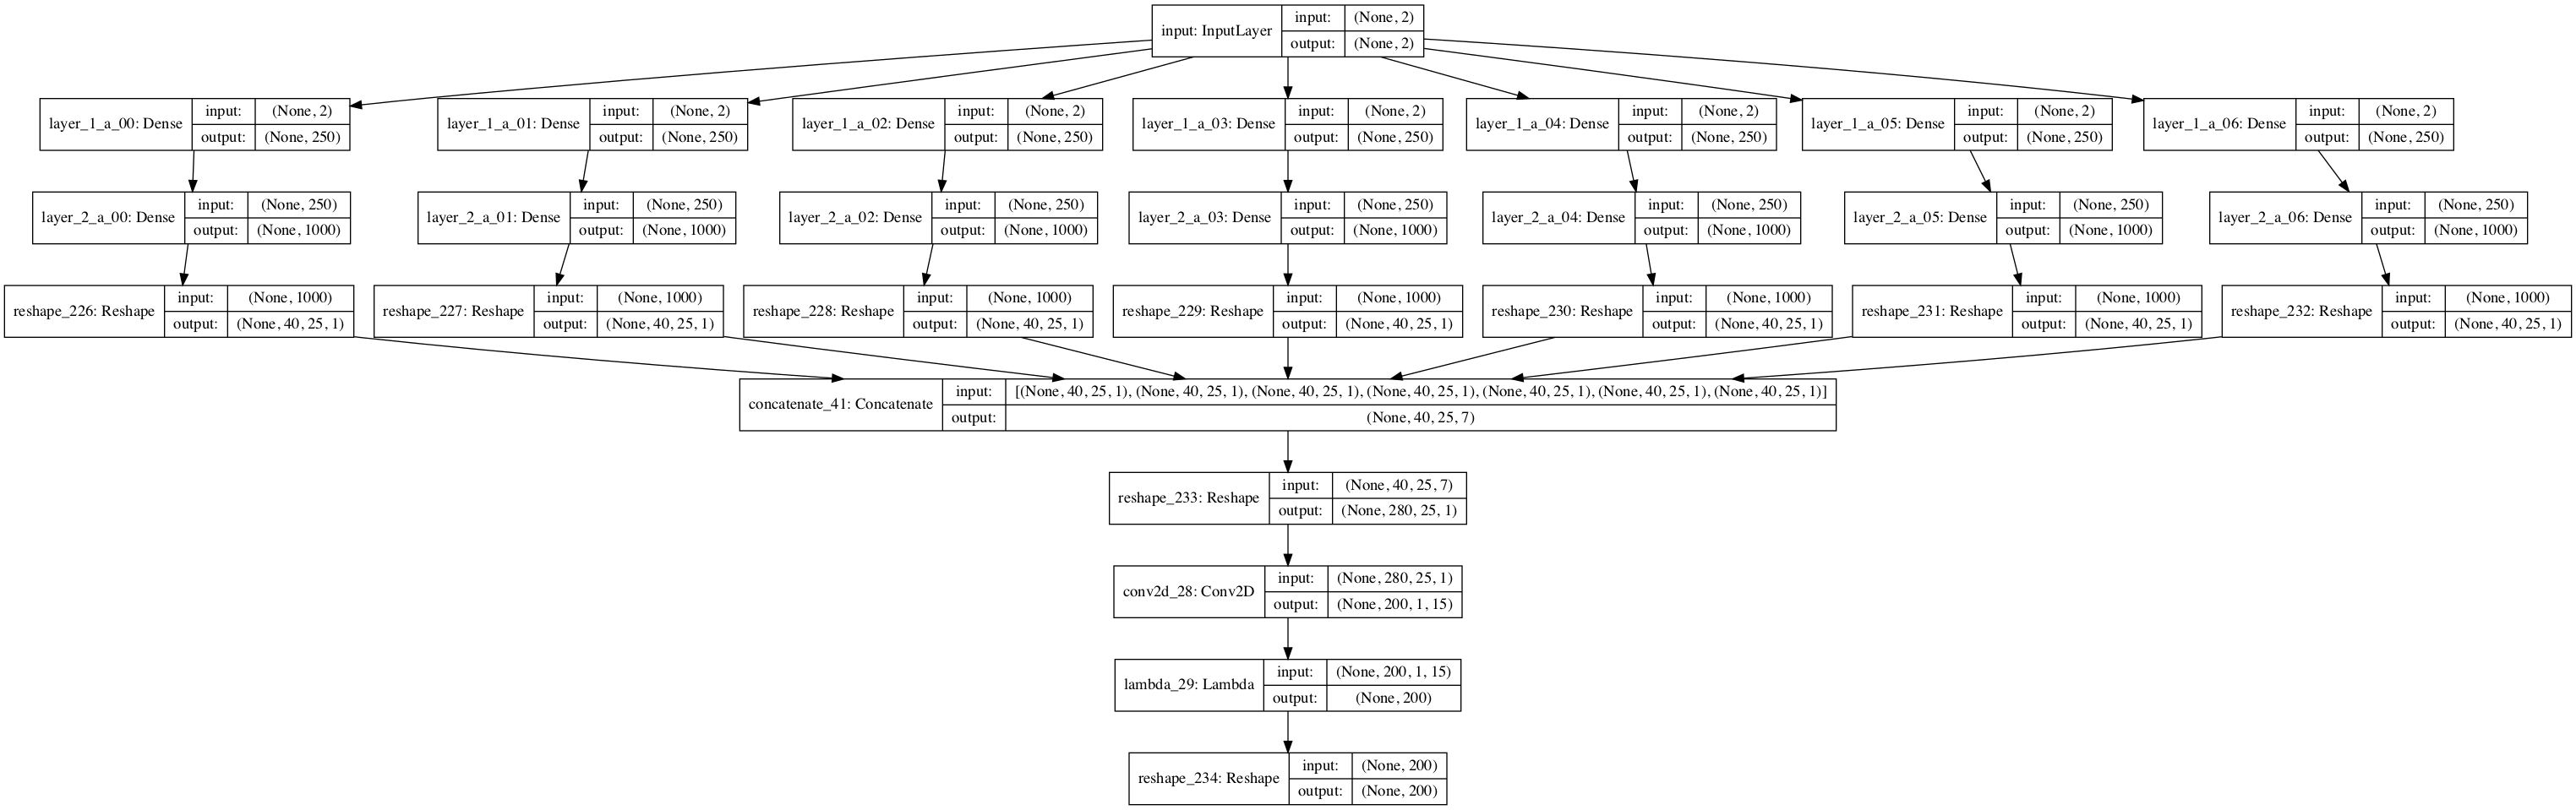 input: InputLayer input: (None, 2)
output: (None, 2)
layer_1_a_00: Dense input: (None, 2)
output: (None, 250)
layer_1_a_01: Dense input: (None, 2)
output: (None, 250)
layer_1_a_02: Dense input: (None, 2)
output: (None, 250)
layer_1_a_03: Dense input: (None, 2)
output: (None, 250)
layer_1_a_04: Dense input: (None, 2)
output: (None, 250)
layer_1_a_05: Dense input: (None, 2)
output: (None, 250)
layer_1_a_06: Dense input: (None, 2)
output: (None, 250)
layer_2_a_00: Dense input: (None, 250)
output: (None, 1000)
layer_2_a_01: Dense input: (None, 250)
output: (None, 1000)
layer_2_a_02: Dense input: (None, 250)
output: (None, 1000)
layer_2_a_03: Dense input: (None, 250)
output: (None, 1000)
layer_2_a_04: Dense input: (None, 250)
output: (None, 1000)
layer_2_a_05: Dense input: (None, 250)
output: (None, 1000)
layer_2_a_06: Dense input: (None, 250)
output: (None, 1000)
reshape_226: Reshape input: (None, 1000)
output: (None, 40, 25, 1)
reshape_227: Reshape input: (None, 1000)
output: (None, 40, 25, 1)
reshape_228: Reshape input: (None, 1000)
output: (None, 40, 25, 1)
reshape_229: Reshape input: (None, 1000)
output: (None, 40, 25, 1)
reshape_230: Reshape input: (None, 1000)
output: (None, 40, 25, 1)
reshape_231: Reshape input: (None, 1000)
output: (None, 40, 25, 1)
reshape_232: Reshape input: (None, 1000)
output: (None, 40, 25, 1)
concatenate_41: Concatenate input: [(None, 40, 25, 1), (None, 40, 25, 1), (None, 40, 25, 1), (None, 40, 25, 1), (None, 40, 25, 1), (None, 40, 25, 1), (None, 40, 25, 1)]
output: (None, 40, 25, 7)
reshape_233: Reshape input: (None, 40, 25, 7)
output: (None, 280, 25, 1)
conv2d_28: Conv2D input: (None, 280, 25, 1)
output: (None, 200, 1, 15)
lambda_29: Lambda input: (None, 200, 1, 15)
output: (None, 200)
reshape_234: Reshape input: (None, 200)
output: (None, 200)